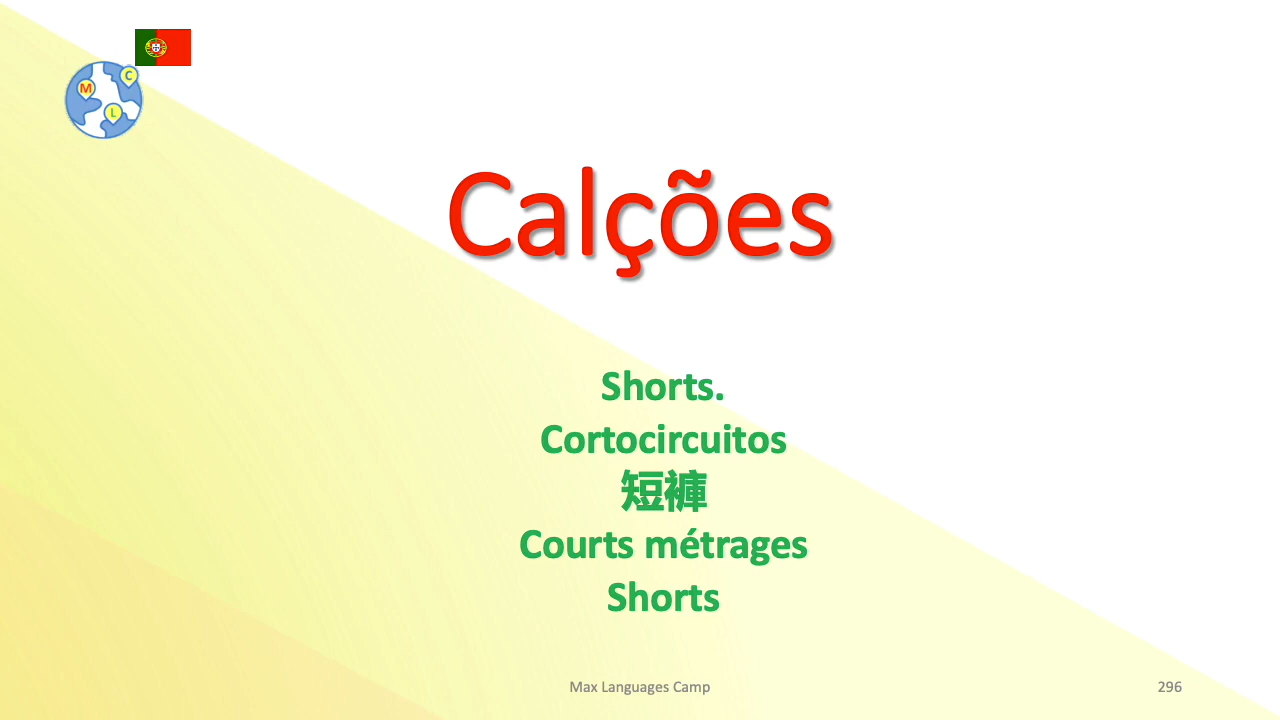 M
C
L
Calções
Shorts.
Cortocircuitos
短褲
Courts métrages
Shorts
Max Languages Camp
296